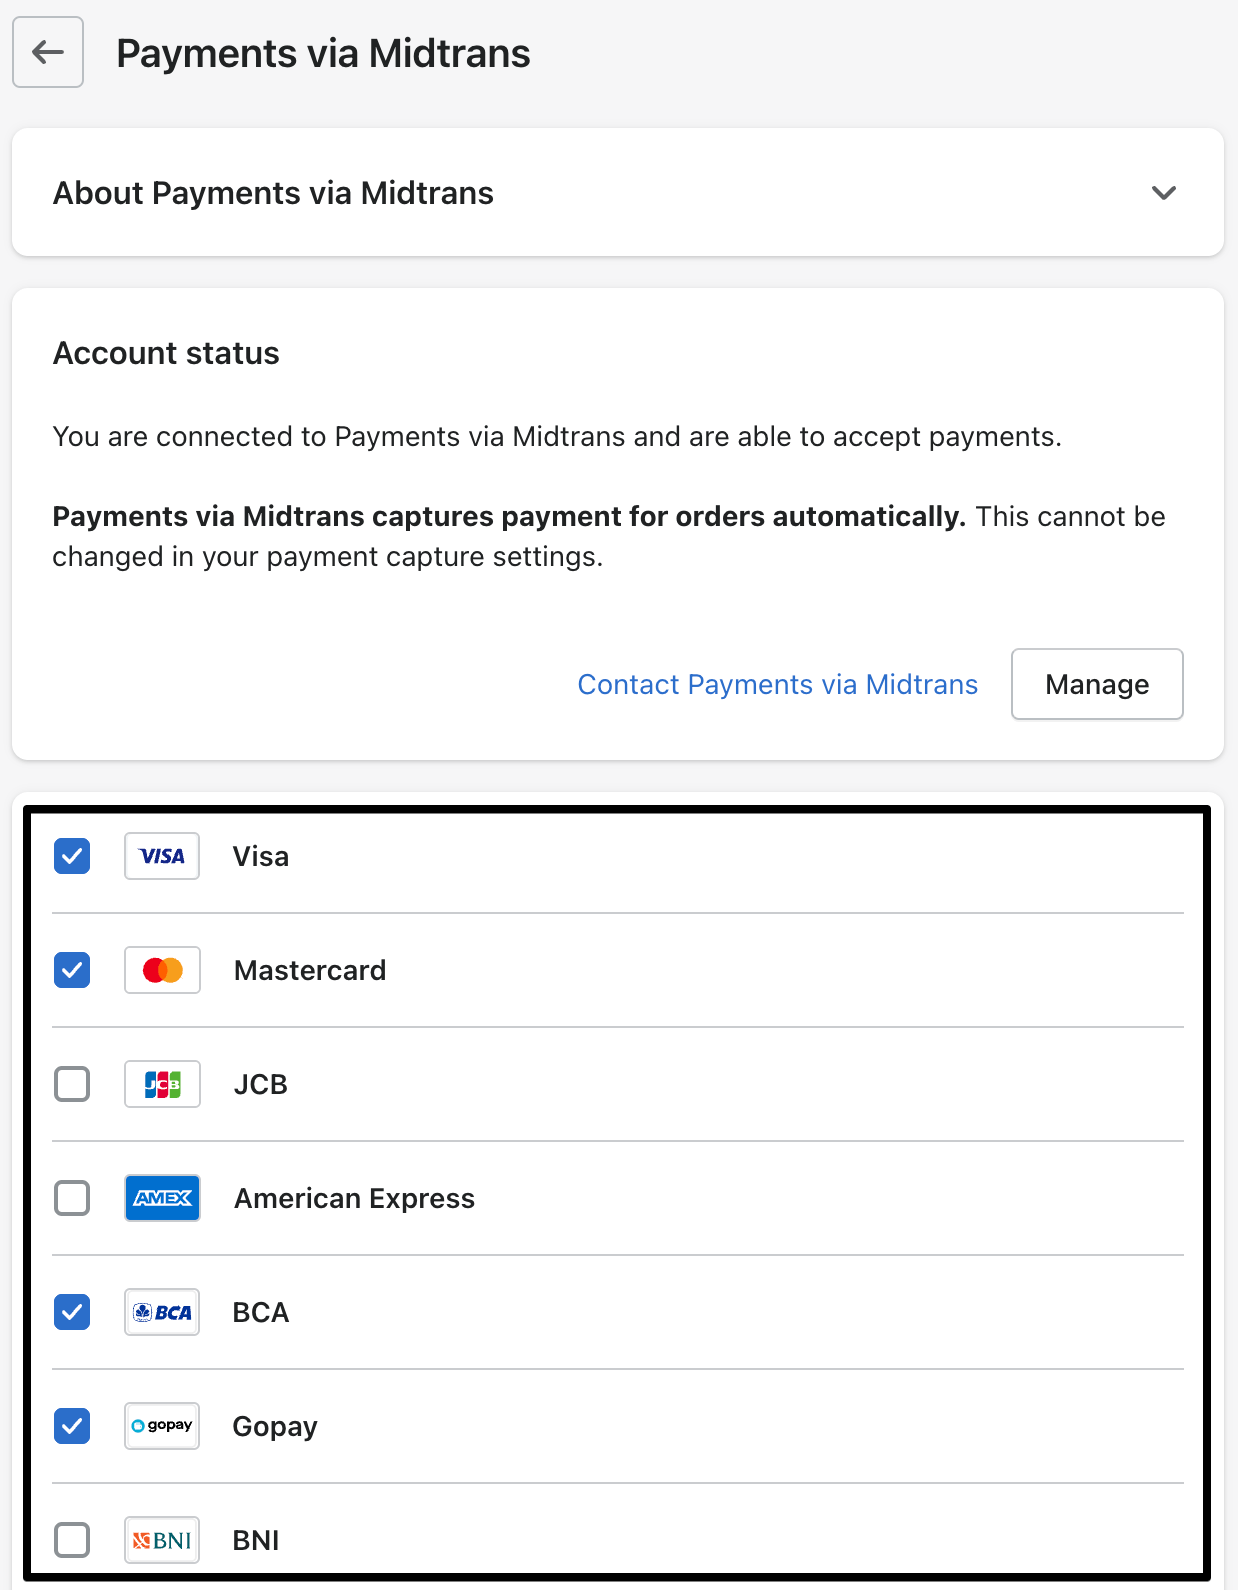 Payments via Midtrans
About Payments via Midtrans
Account status
You are connected to Payments via Midtrans and are able to accept payments.
Payments via Midtrans captures payment for orders automatically. This cannot be
changed in your payment capture settings.
Contact Payments via Midtrans
Manage
VISA Visa
Mastercard
JCB JCB
AMEX American Express
BCA BCA
gopay Gopay
BNI BNI